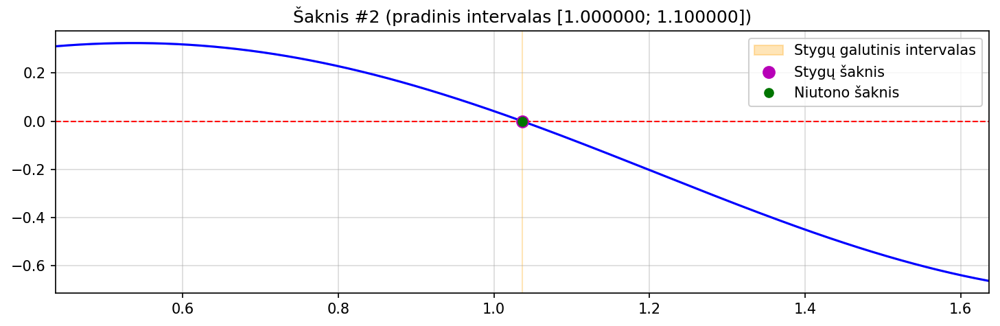 Šaknis #2 (pradinis intervalas [1.000000; 1.100000])
Stygų galutinis intervalas
Stygų šaknis
Niutono šaknis
0.2
0.0
−0.2
−0.4
−0.6
0.6 0.8 1.0 1.2 1.4 1.6